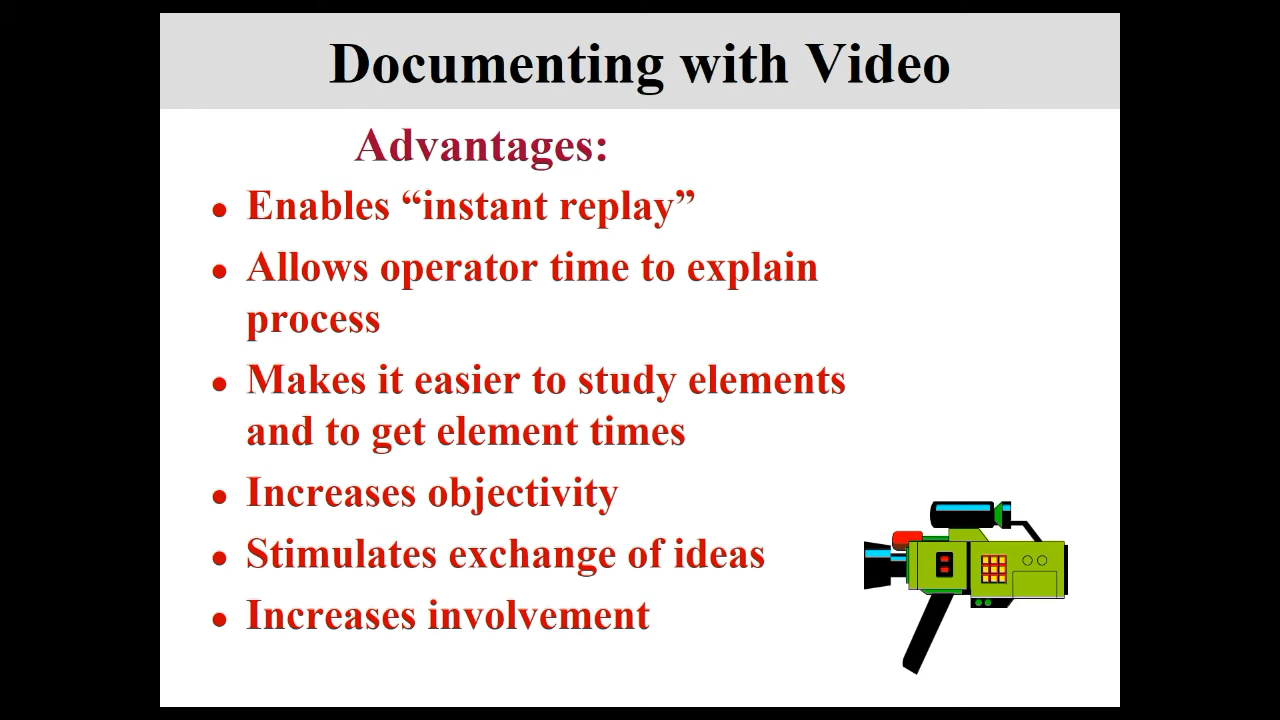 Documenting with Video
Advantages:
• Enables “instant replay”
• Allows operator time to explain
process
• Makes it easier to study elements
and to get element times
• Increases objectivity
• Stimulates exchange of ideas
• Increases involvement